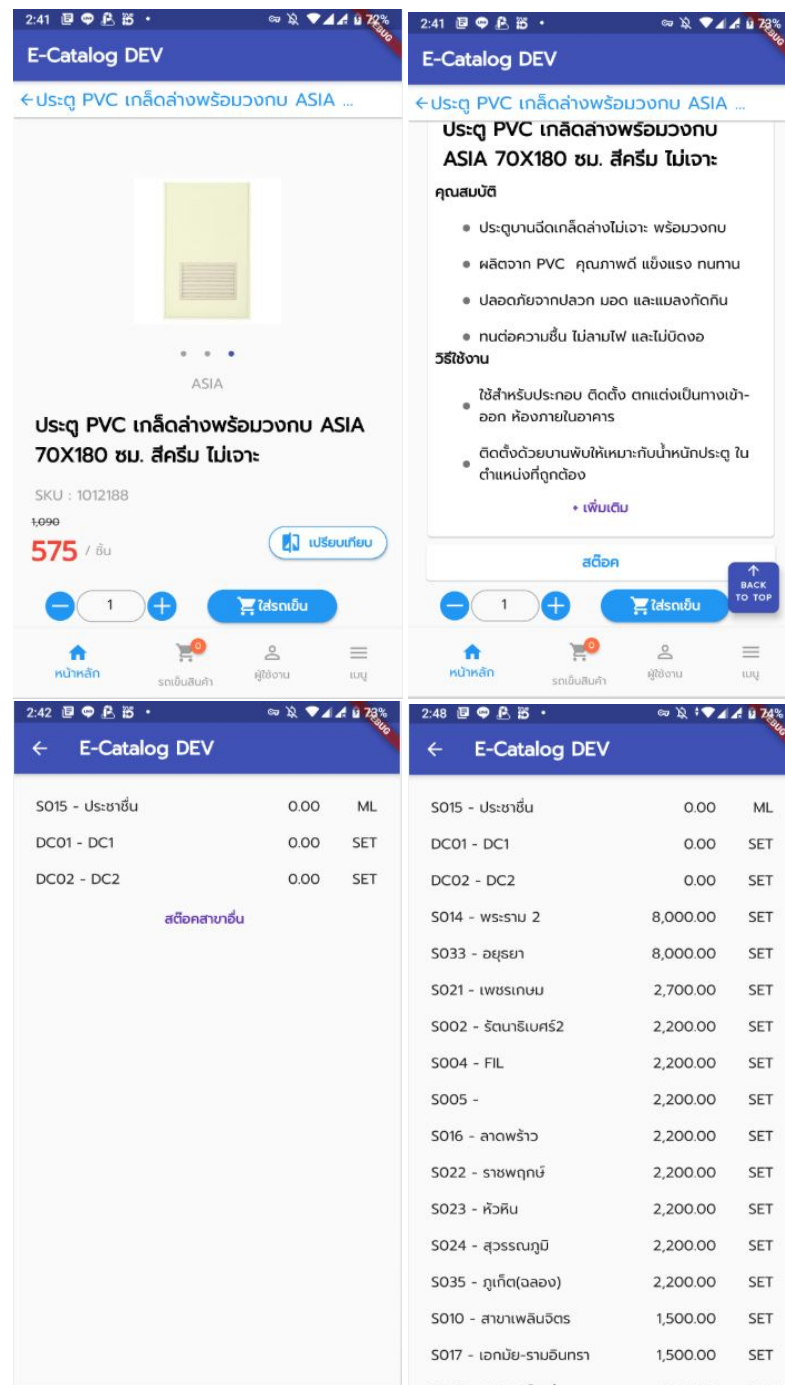 2:41
72%
DEBUG
E-Catalog DEV
←ประตู PVC เกล็ดล่างพร้อมวงกบ ASIA ...
ASIA
ประตู PVC เกล็ดล่างพร้อมวงกบ ASIA
70X180 ซม. สีครีม ไม่เจาะ
SKU : 1012188
1,090
575 / ชิ้น
เปรียบเทียบ
1
ใส่รถเข็น
หน้าหลัก
0
รถเข็นสินค้า
ผู้ใช้งาน
เมนู
2:41
73%
DEBUG
E-Catalog DEV
←ประตู PVC เกล็ดล่างพร้อมวงกบ ASIA ...
ประตู PVC เกล็ดล่างพร้อมวงกบ
ASIA 70X180 ซม. สีครีม ไม่เจาะ
คุณสมบัติ
• ประตูบานฉีดเกล็ดล่างไม่เจาะ พร้อมวงกบ
• ผลิตจาก PVC คุณภาพดี แข็งแรง ทนทาน
• ปลอดภัยจากปลวก มอด และแมลงกัดกิน
• ทนต่อความชื้น ไม่ลามไฟ และไม่บิดงอ
วิธีใช้งาน
• ใช้สำหรับประกอบ ติดตั้ง ตกแต่งเป็นทางเข้า-
ออก ห้องภายในอาคาร
• ติดตั้งด้วยบานพับให้เหมาะกับน้ำหนักประตู ใน
ตำแหน่งที่ถูกต้อง
+ เพิ่มเติม
สต๊อค
↑
BACK
TO TOP
1
ใส่รถเข็น
หน้าหลัก
0
รถเข็นสินค้า
ผู้ใช้งาน
เมนู
2:42
73%
DEBUG
← E-Catalog DEV
S015 - ประชาชื่น 0.00 ML
DC01 - DC1 0.00 SET
DC02 - DC2 0.00 SET
สต๊อคสาขาอื่น
2:48
74%
DEBUG
← E-Catalog DEV
S015 - ประชาชื่น 0.00 ML
DC01 - DC1 0.00 SET
DC02 - DC2 0.00 SET
S014 - พระราม 2 8,000.00 SET
S033 - อยุธยา 8,000.00 SET
S021 - เพชรเกษม 2,700.00 SET
S002 - รัตนาธิเบศร์2 2,200.00 SET
S004 - FIL 2,200.00 SET
S005 - 2,200.00 SET
S016 - ลาดพร้าว 2,200.00 SET
S022 - ราชพฤกษ์ 2,200.00 SET
S023 - หัวหิน 2,200.00 SET
S024 - สุวรรณภูมิ 2,200.00 SET
S035 - ภูเก็ต(ฉลอง) 2,200.00 SET
S010 - สาขาเพลินจิตร 1,500.00 SET
S017 - เอกมัย-รามอินทรา 1,500.00 SET